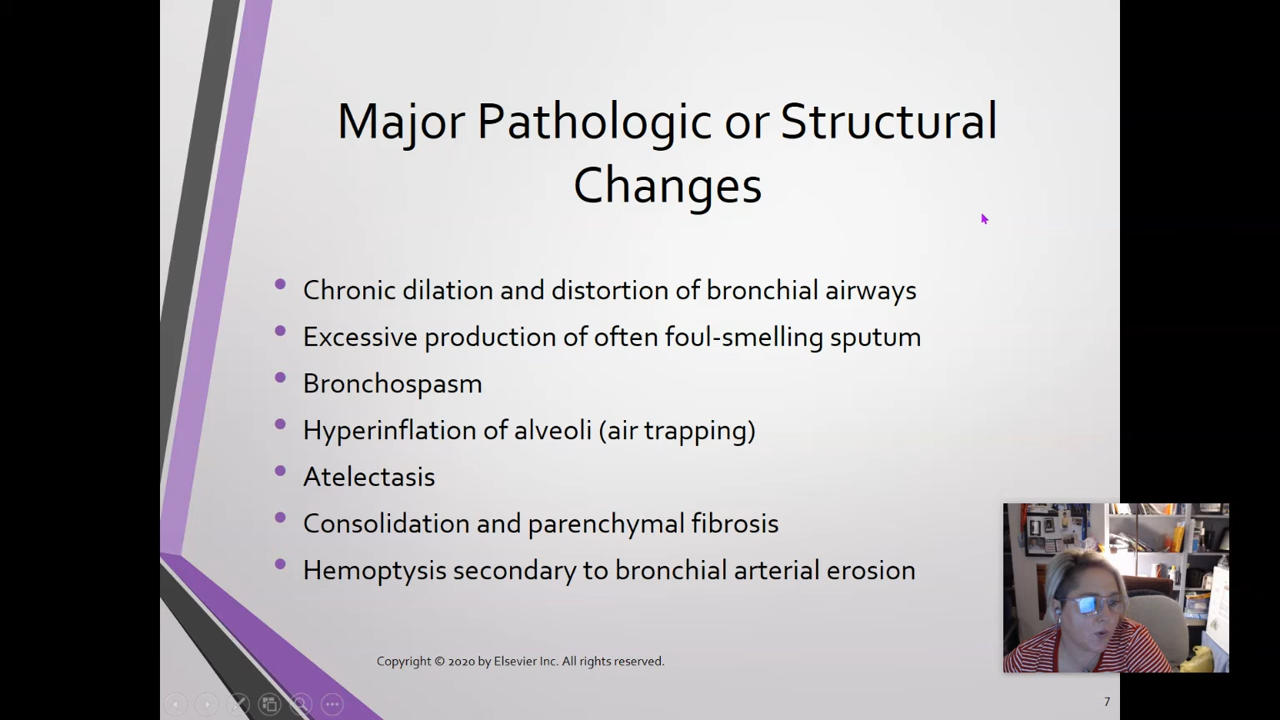 Major Pathologic or Structural
Changes
Chronic dilation and distortion of bronchial airways
Excessive production of often foul-smelling sputum
Bronchospasm
Hyperinflation of alveoli (air trapping)
Atelectasis
Consolidation and parenchymal fibrosis
Hemoptysis secondary to bronchial arterial erosion
Copyright © 2020 by Elsevier Inc. All rights reserved.
7